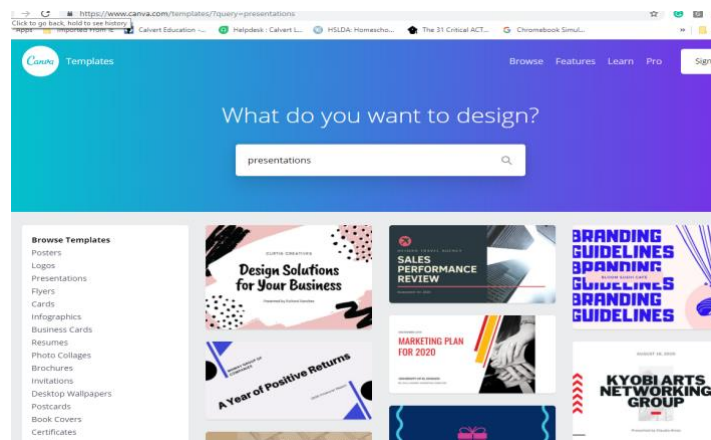 https://www.canva.com/templates/?query=presentations
Click to go back, hold to see history
Apps Imported From IE Calvert Education -... Helpdesk : Calvert L... HSLDA: Homescho... The 31 Critical ACT... Chromebook Simul... »
Canva Templates Browse Features Learn Pro Sign
What do you want to design?
presentations
Browse Templates
Posters
Logos
Presentations
Flyers
Cards
Infographics
Business Cards
Resumes
Photo Collages
Brochures
Invitations
Desktop Wallpapers
Postcards
Book Covers
Certificates
Design Solutions
for Your Business
A Year of Positive Returns
SALES
PERFORMANCE
REVIEW
MARKETING PLAN
FOR 2020
BRANDING
GUIDELINES
BRANDING
GUIDELINES
BRANDING
GUIDELINES
KYOBI ARTS
NETWORKING
GROUP